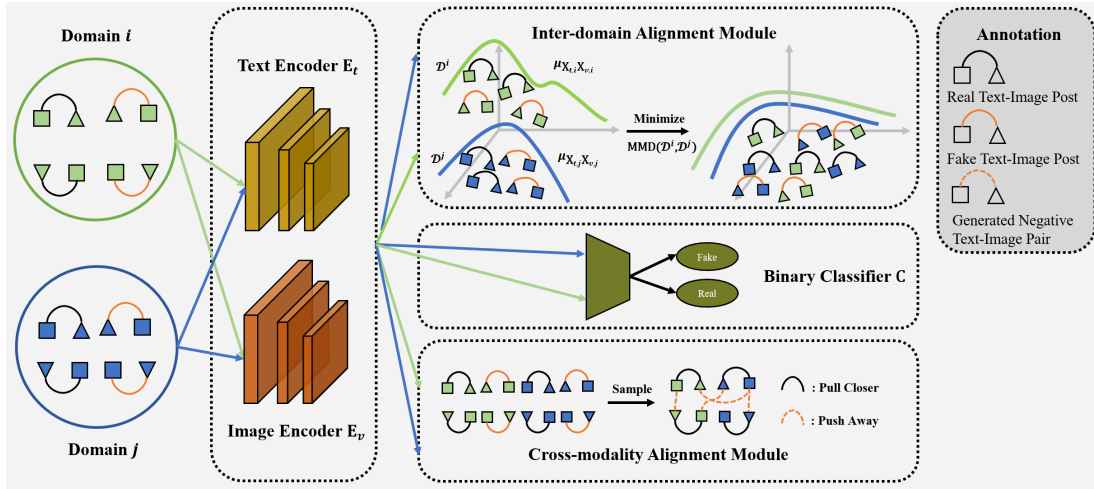 Domain i
Text Encoder E_t
Image Encoder E_v
Domain j
Inter-domain Alignment Module
𝒟^i
μ_{X_{t,i}X_{v,i}}
𝒟^j
μ_{X_{t,j}X_{v,j}}
Minimize
MMD(𝒟^i,𝒟^j)
Fake
Real
Binary Classifier C
Sample
: Pull Closer
: Push Away
Cross-modality Alignment Module
Annotation
Real Text-Image Post
Fake Text-Image Post
Generated Negative
Text-Image Pair